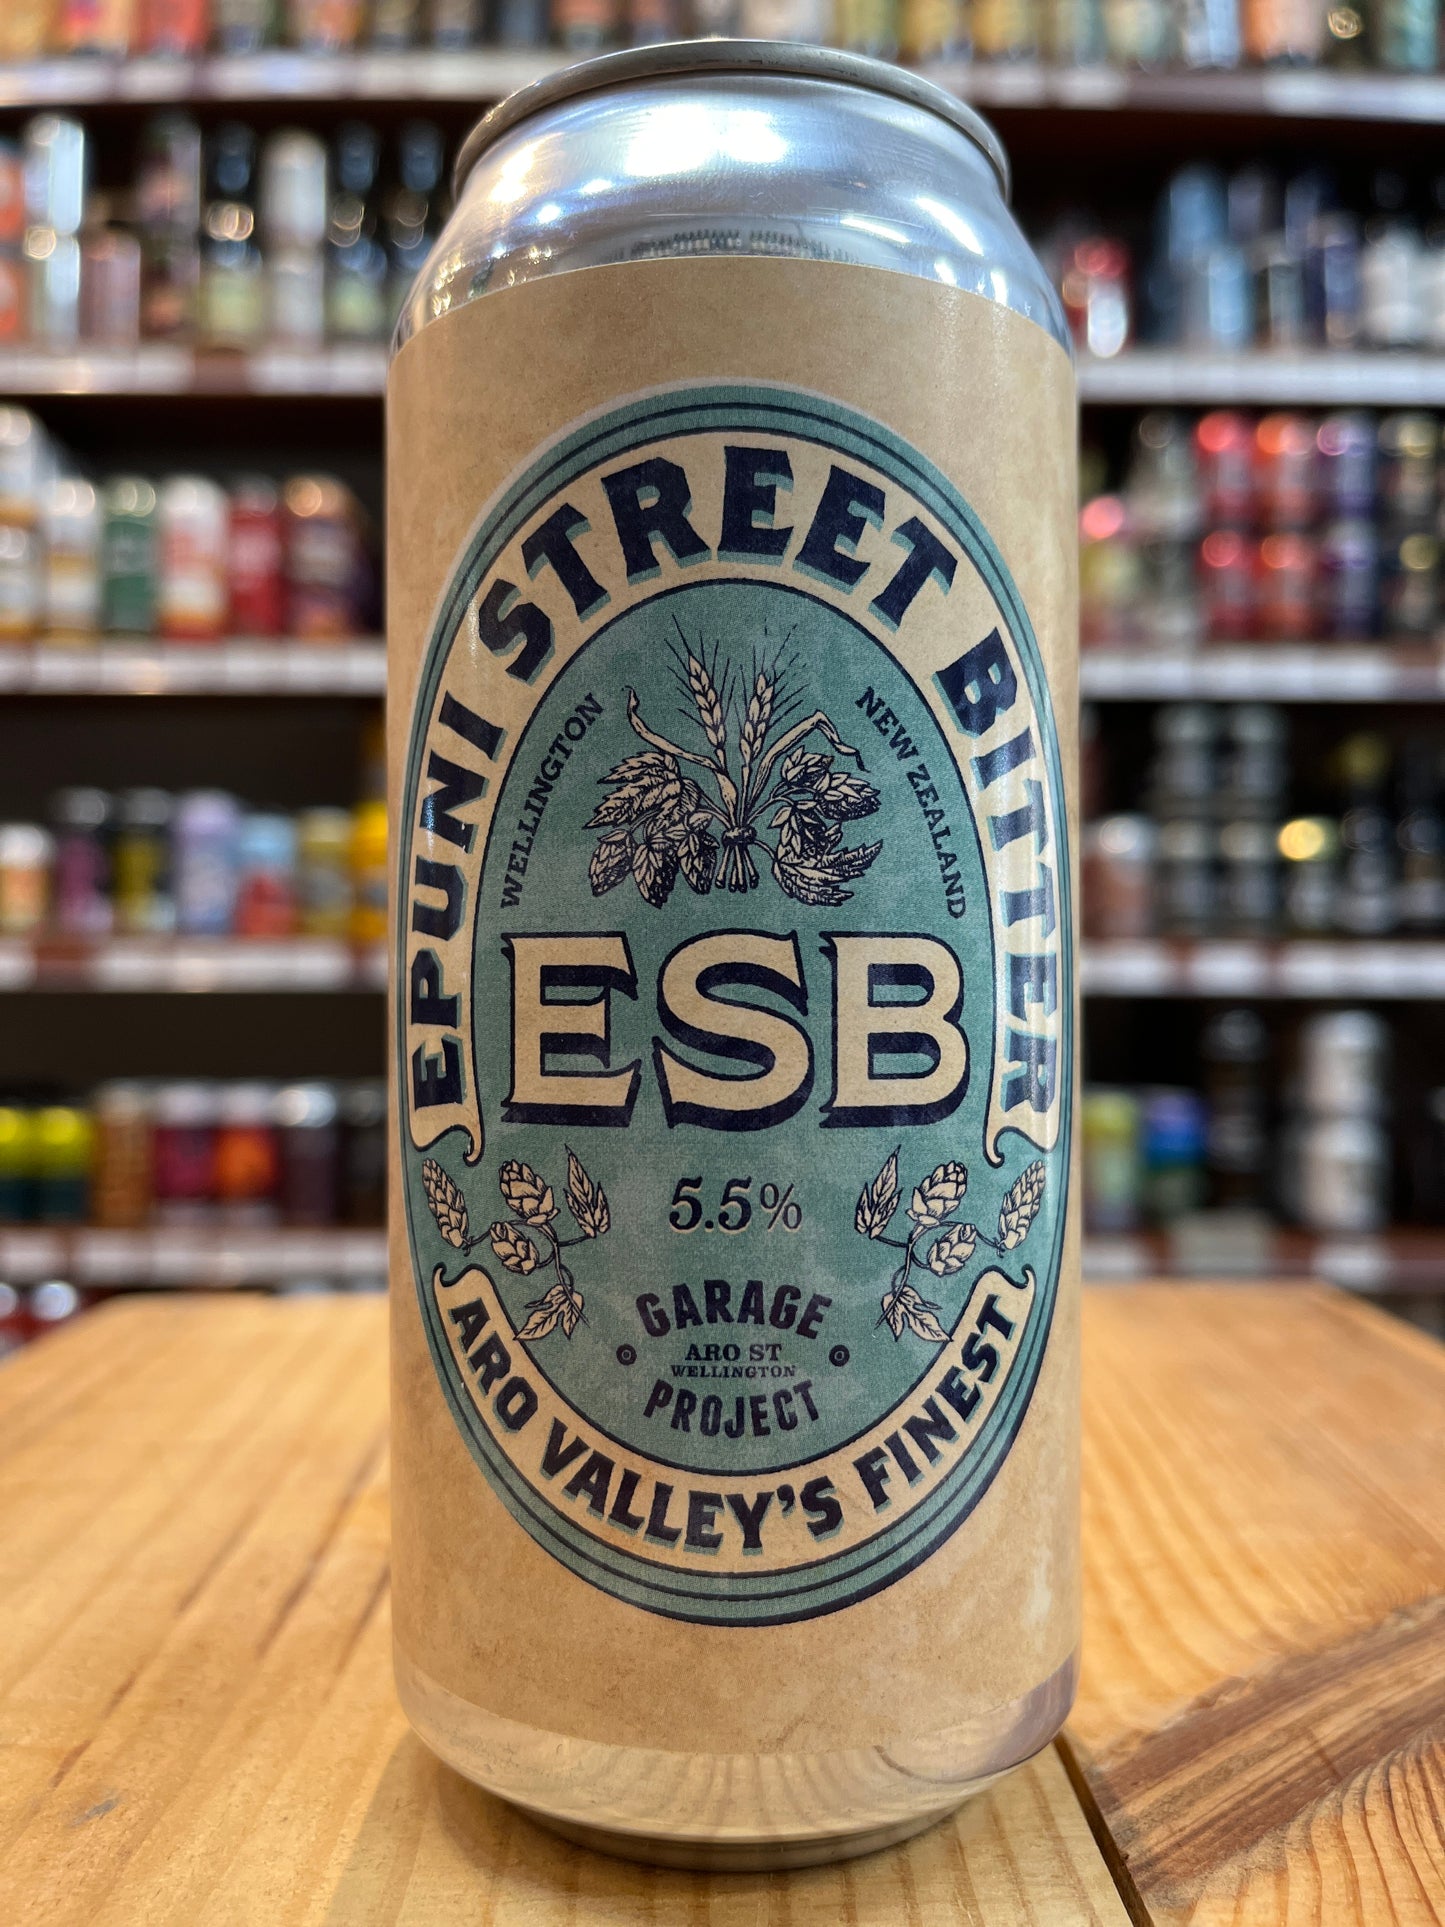 EPUNI STREET BITTER
WELLINGTON
NEW ZEALAND
ESB
5.5%
GARAGE
ARO ST
WELLINGTON
PROJECT
ARO VALLEY'S FINEST